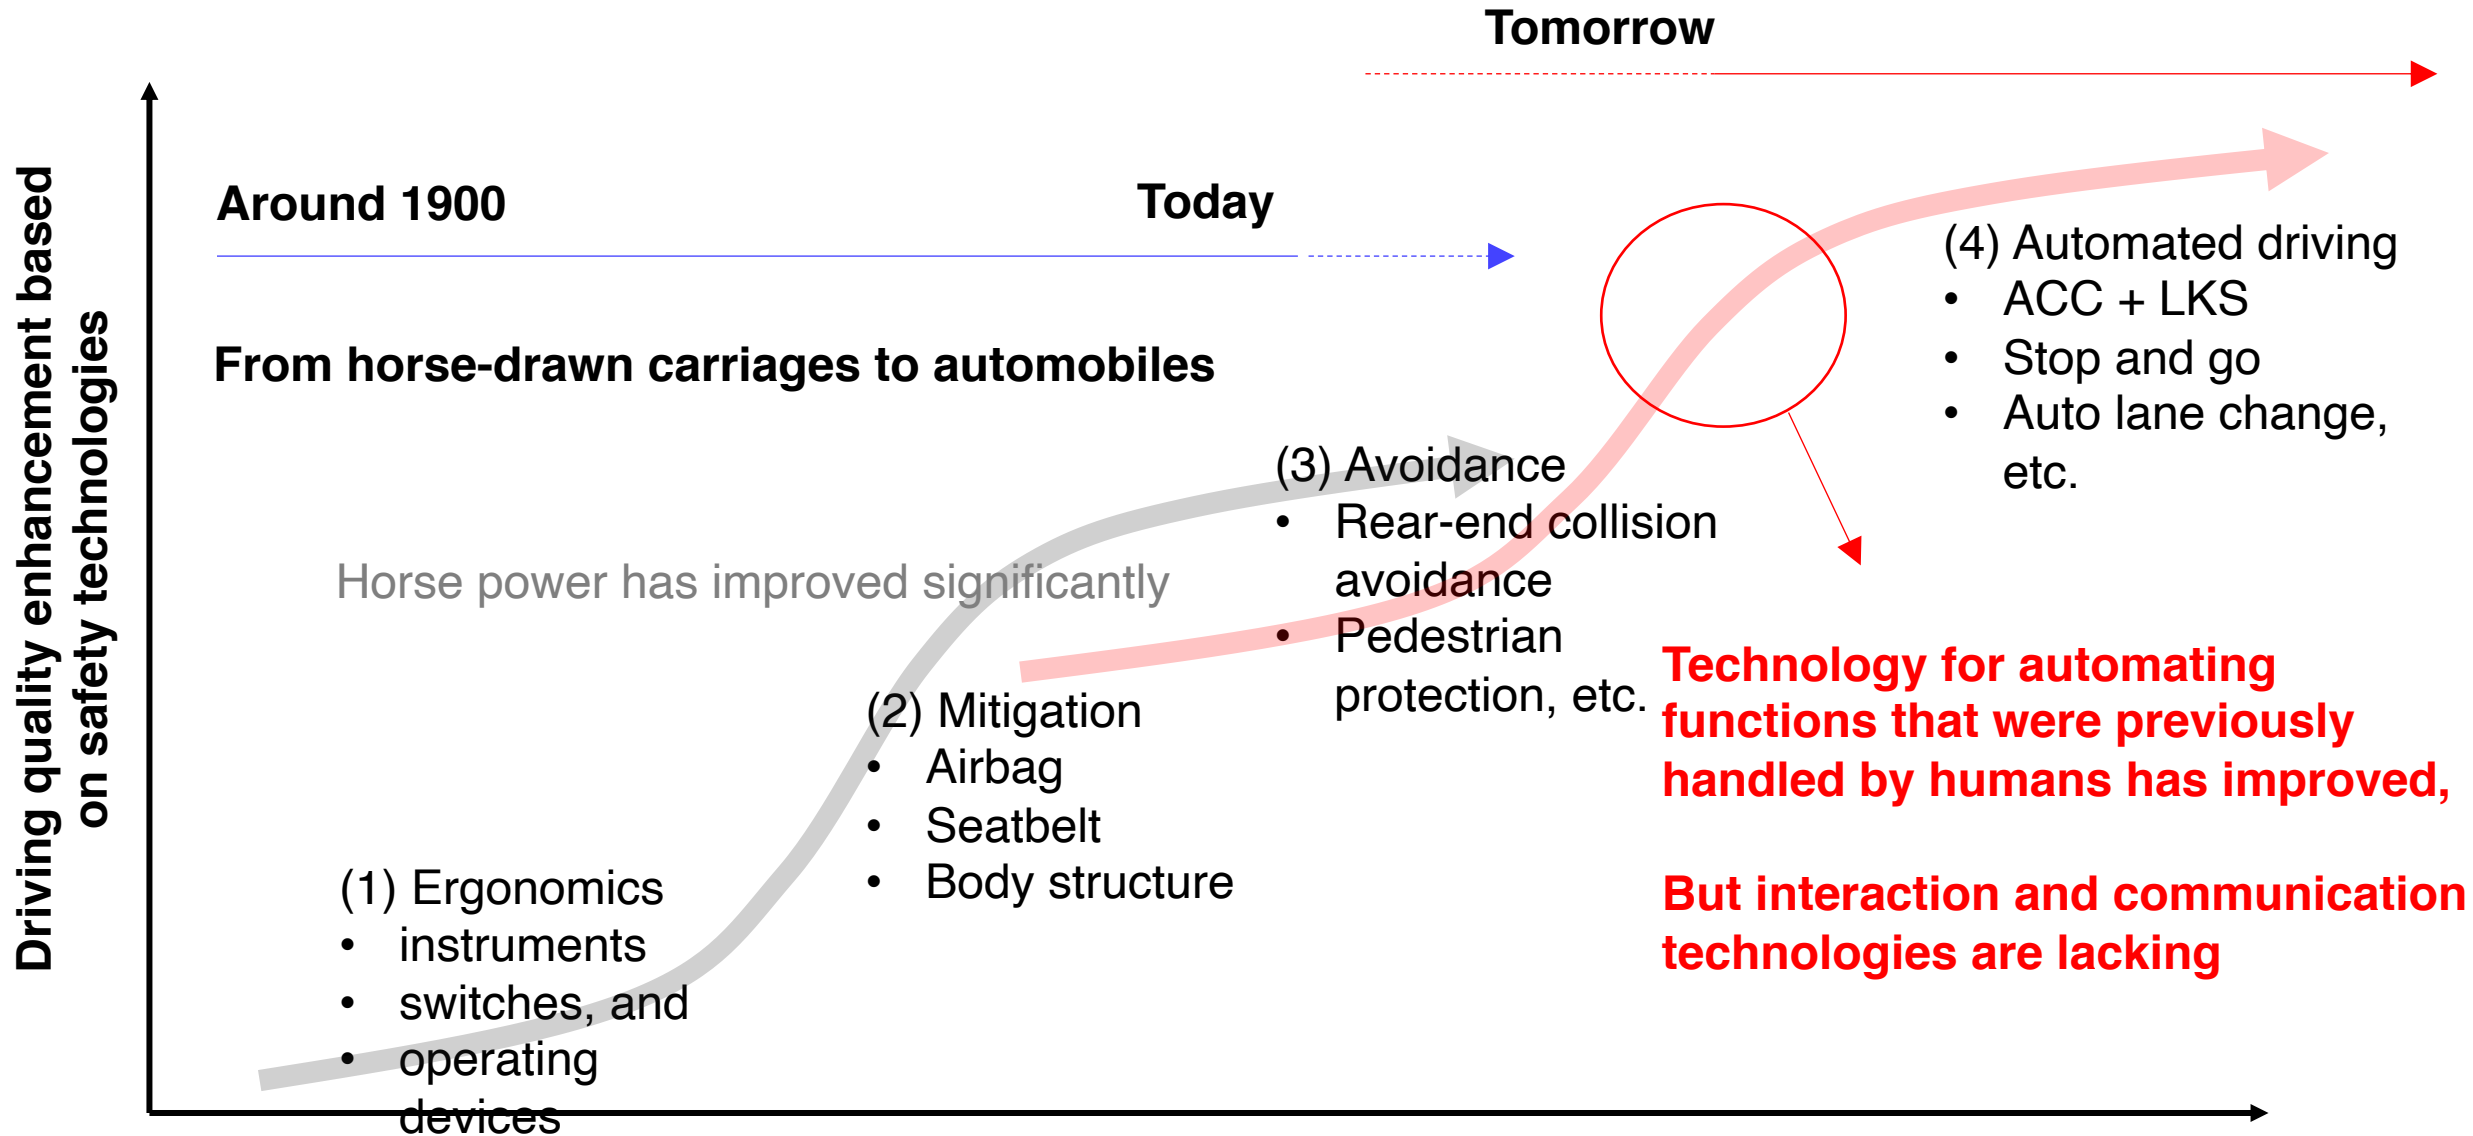 Tomorrow
Driving quality enhancement based
on safety technologies
Around 1900
Today
From horse-drawn carriages to automobiles
Horse power has improved significantly
(1) Ergonomics
• instruments
• switches, and
• operating
devices
(2) Mitigation
• Airbag
• Seatbelt
• Body structure
(3) Avoidance
• Rear-end collision
avoidance
• Pedestrian
protection, etc.
(4) Automated driving
• ACC + LKS
• Stop and go
• Auto lane change,
etc.
Technology for automating
functions that were previously
handled by humans has improved,
But interaction and communication
technologies are lacking